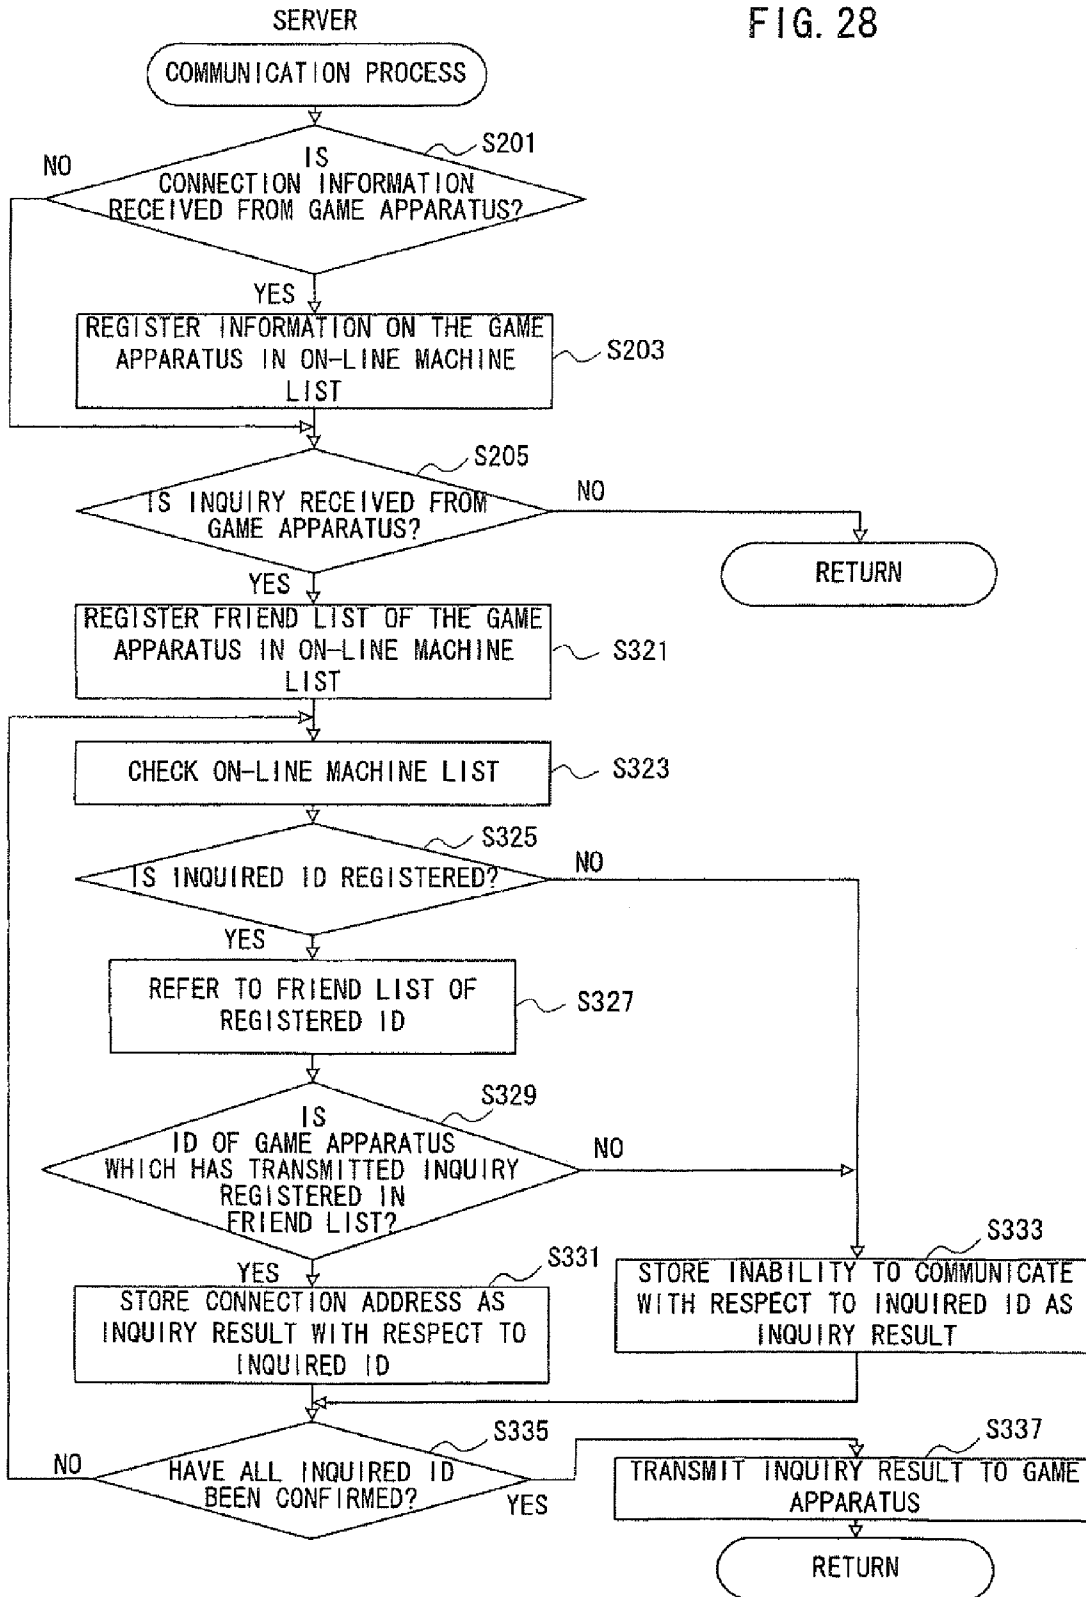 FIG. 28
SERVER
COMMUNICATION PROCESS
S201
NO
IS
CONNECTION INFORMATION
RECEIVED FROM GAME APPARATUS?
YES
REGISTER INFORMATION ON THE GAME
APPARATUS IN ON-LINE MACHINE
LIST
S203
S205
IS INQUIRY RECEIVED FROM
GAME APPARATUS?
NO
RETURN
YES
REGISTER FRIEND LIST OF THE GAME
APPARATUS IN ON-LINE MACHINE
LIST
S321
CHECK ON-LINE MACHINE LIST
S323
S325
IS INQUIRED ID REGISTERED?
NO
YES
REFER TO FRIEND LIST OF
REGISTERED ID
S327
S329
IS
ID OF GAME APPARATUS
WHICH HAS TRANSMITTED INQUIRY
REGISTERED IN
FRIEND LIST?
NO
YES
S331
STORE CONNECTION ADDRESS AS
INQUIRY RESULT WITH RESPECT TO
INQUIRED ID
S333
STORE INABILITY TO COMMUNICATE
WITH RESPECT TO INQUIRED ID AS
INQUIRY RESULT
S335
NO
HAVE ALL INQUIRED ID
BEEN CONFIRMED?
YES
S337
TRANSMIT INQUIRY RESULT TO GAME
APPARATUS
RETURN